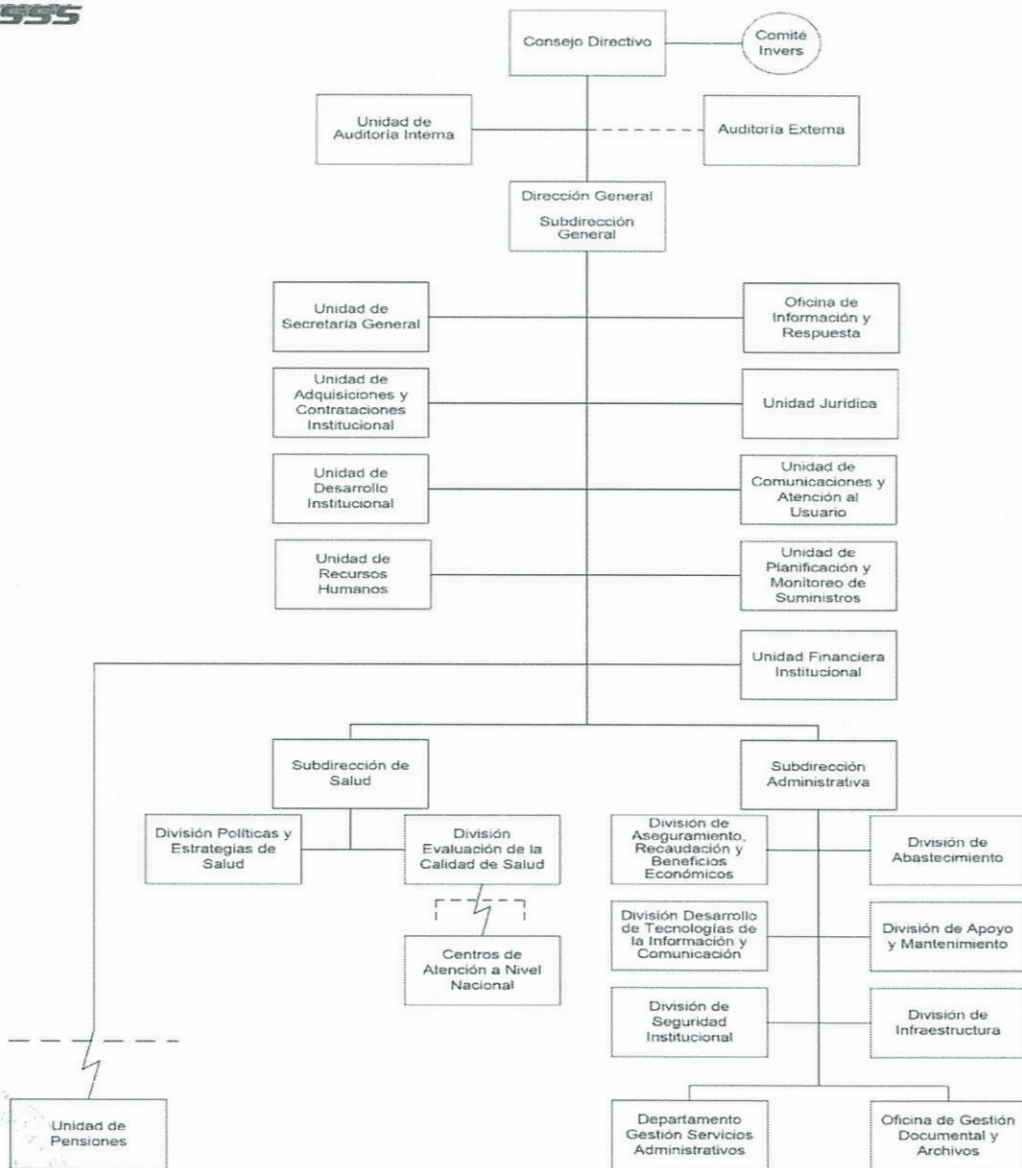 Consejo Directivo
Comité
Invers
Unidad de
Auditoría Interna
Auditoría Externa
Dirección General
Subdirección
General
Unidad de
Secretaría General
Oficina de
Información y
Respuesta
Unidad de
Adquisiciones y
Contrataciones
Institucional
Unidad Jurídica
Unidad de
Desarrollo
Institucional
Unidad de
Comunicaciones y
Atención al
Usuario
Unidad de
Recursos
Humanos
Unidad de
Planificación y
Monitoreo de
Suministros
Unidad Financiera
Institucional
Subdirección de
Salud
Subdirección
Administrativa
División Políticas y
Estrategias de
Salud
División
Evaluación de la
Calidad de Salud
División de
Aseguramiento,
Recaudación y
Beneficios
Económicos
División de
Abastecimiento
Centros de
Atención a Nivel
Nacional
División Desarrollo
de Tecnologías de
la Información y
Comunicación
División de Apoyo
y Mantenimiento
División de
Seguridad
Institucional
División de
Infraestructura
Unidad de
Pensiones
Departamento
Gestión Servicios
Administrativos
Oficina de Gestión
Documental y
Archivos